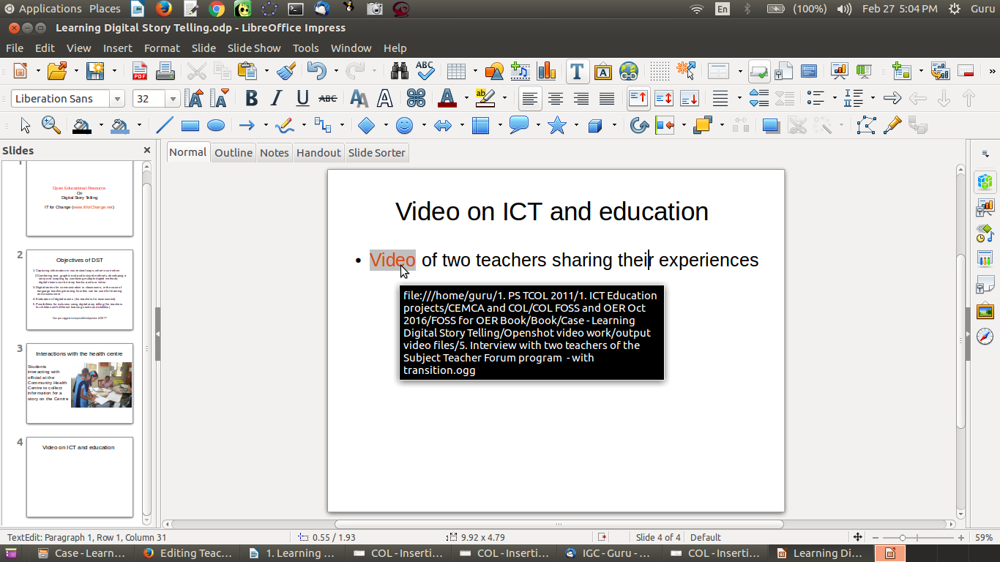 Applications Places En (100%) Feb 27 5:04 PM Guru
Learning Digital Story Telling.odp - LibreOffice Impress
File Edit View Insert Format Slide Slide Show Tools Window Help
Liberation Sans 32
Slides
Normal Outline Notes Handout Slide Sorter
1
Open Educational Resource
On
Digital Story Telling
IT for Change (www.itforChange.net)
2
Objectives of DST
3
Interactions with the health centre
Students
interacting with
official at the
Community Health
Centre to collect
information for a
story on the Centre
4
Video on ICT and education
Video on ICT and education
• Video of two teachers sharing their experiences
file:///home/guru/1. PS TCOL 2011/1. ICT Education
projects/CEMCA and COL/COL FOSS and OER Oct
2016/FOSS for OER Book/Book/Case - Learning
Digital Story Telling/Openshot video work/output
video files/5. Interview with two teachers of the
Subject Teacher Forum program - with
transition.ogg
TextEdit: Paragraph 1, Row 1, Column 31 0.55 / 1.93 9.92 x 4.79 Slide 4 of 4 Default 59%
Case - Learn... Editing Teac... 1. Learning ... COL - Inserti... COL - Inserti... IGC - Guru - ... COL - Inserti... Learning Di...